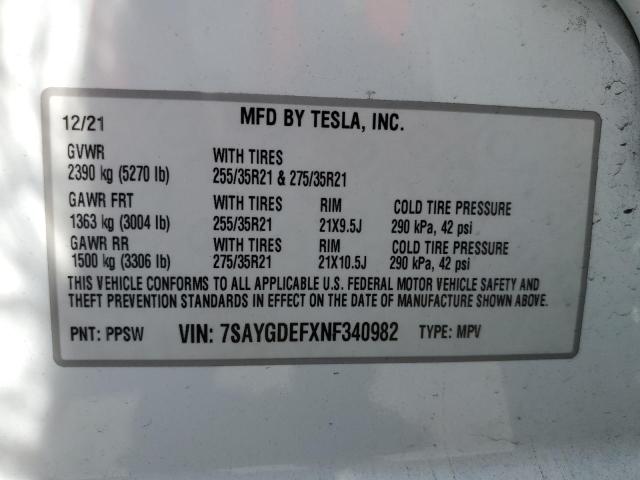 12/21 MFD BY TESLA, INC.
GVWR WITH TIRES
2390 kg (5270 lb) 255/35R21 & 275/35R21
GAWR FRT WITH TIRES RIM COLD TIRE PRESSURE
1363 kg (3004 lb) 255/35R21 21X9.5J 290 kPa, 42 psi
GAWR RR WITH TIRES RIM COLD TIRE PRESSURE
1500 kg (3306 lb) 275/35R21 21X10.5J 290 kPa, 42 psi
THIS VEHICLE CONFORMS TO ALL APPLICABLE U.S. FEDERAL MOTOR VEHICLE SAFETY AND
THEFT PREVENTION STANDARDS IN EFFECT ON THE DATE OF MANUFACTURE SHOWN ABOVE.
PNT: PPSW VIN: 7SAYGDEFXNF340982 TYPE: MPV